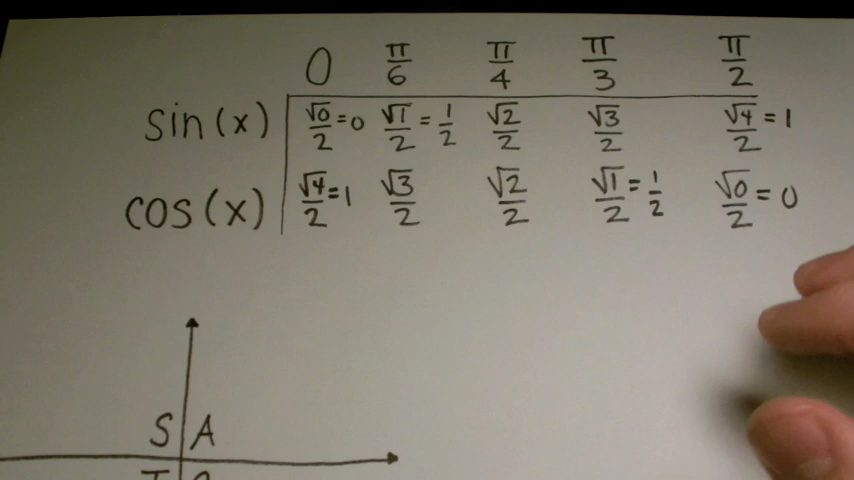 0 π/6 π/4 π/3 π/2
sin(x) √0/2=0 √1/2=1/2 √2/2 √3/2 √4/2=1
cos(x) √4/2=1 √3/2 √2/2 √1/2=1/2 √0/2=0
S A